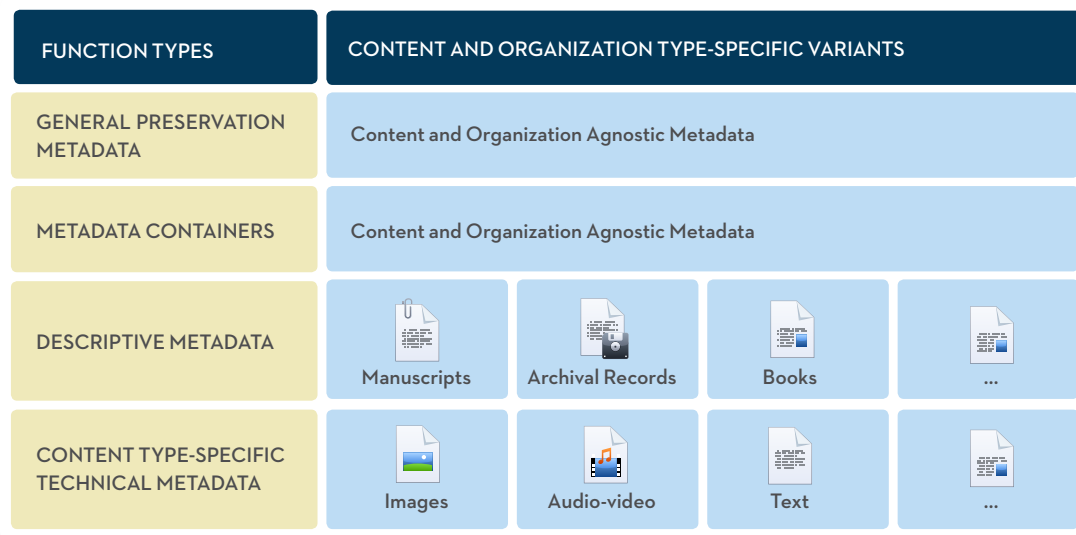 FUNCTION TYPES
CONTENT AND ORGANIZATION TYPE-SPECIFIC VARIANTS
GENERAL PRESERVATION
METADATA
Content and Organization Agnostic Metadata
METADATA CONTAINERS
Content and Organization Agnostic Metadata
DESCRIPTIVE METADATA
Manuscripts
Archival Records
Books
...
CONTENT TYPE-SPECIFIC
TECHNICAL METADATA
Images
Audio-video
Text
...